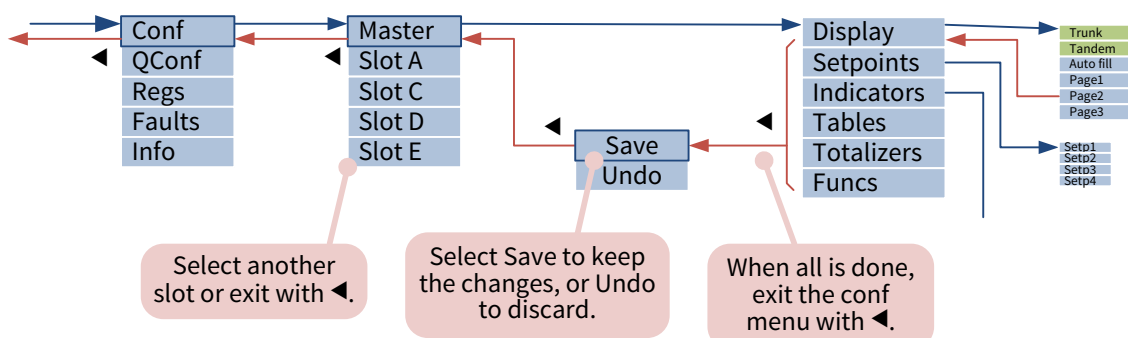 Conf
QConf
Regs
Faults
Info
Master
Slot A
Slot C
Slot D
Slot E
Save
Undo
Display
Setpoints
Indicators
Tables
Totalizers
Funcs
Trunk
Tandem
Auto fill
Page1
Page2
Page3
Setp1
Setp2
Setp3
Setp4
Select another
slot or exit with ◀.
Select Save to keep
the changes, or Undo
to discard.
When all is done,
exit the conf
menu with ◀.